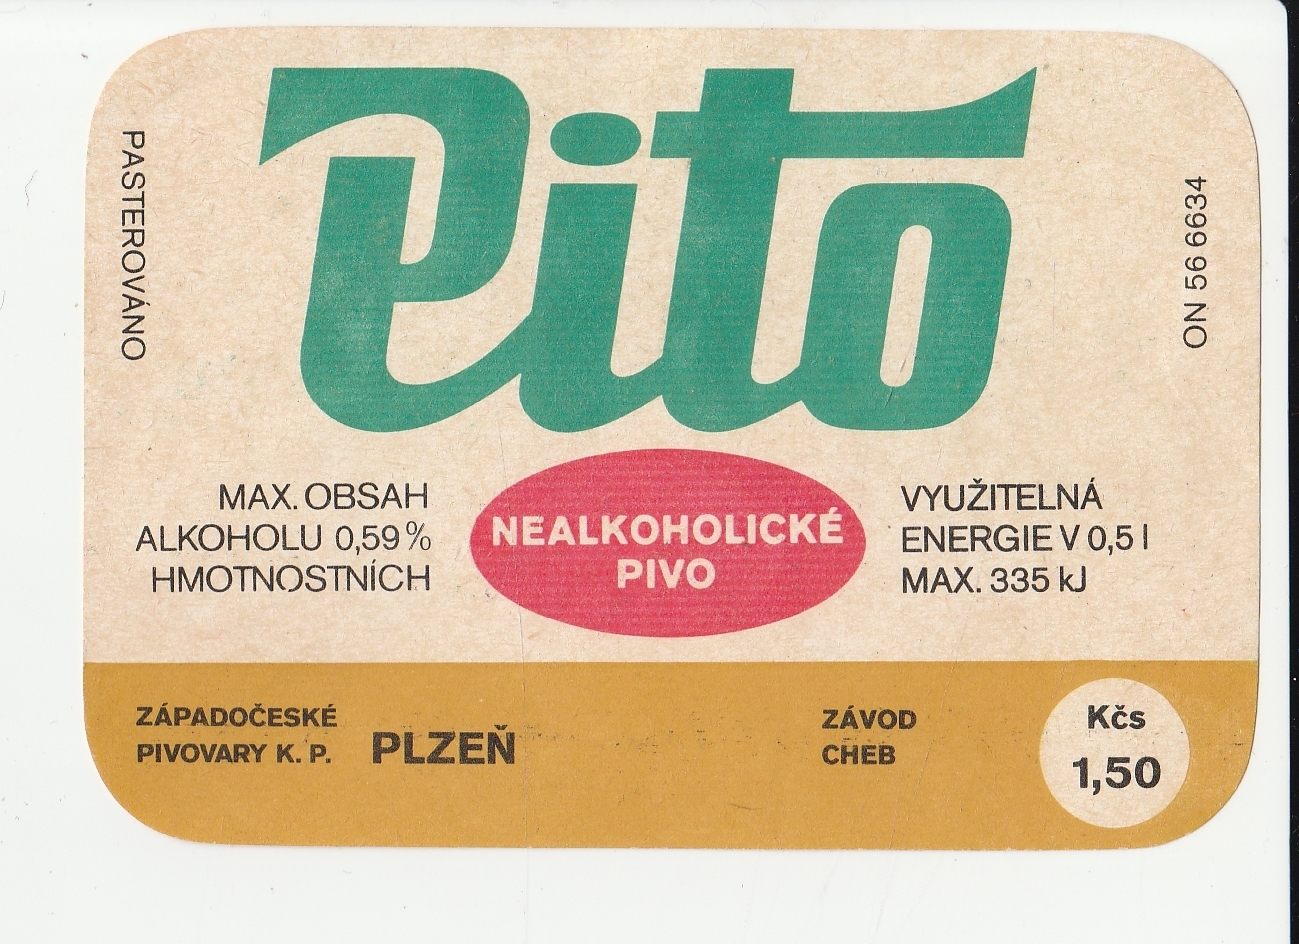 Pito
PASTEROVÁNO
ON 56 6634
MAX. OBSAH
ALKOHOLU 0,59%
HMOTNOSTNÍCH
NEALKOHOLICKÉ
PIVO
VYUŽITELNÁ
ENERGIE V 0,5 l
MAX. 335 kJ
ZÁPADOČESKÉ
PIVOVARY K. P. PLZEŇ
ZÁVOD
CHEB
Kčs
1,50